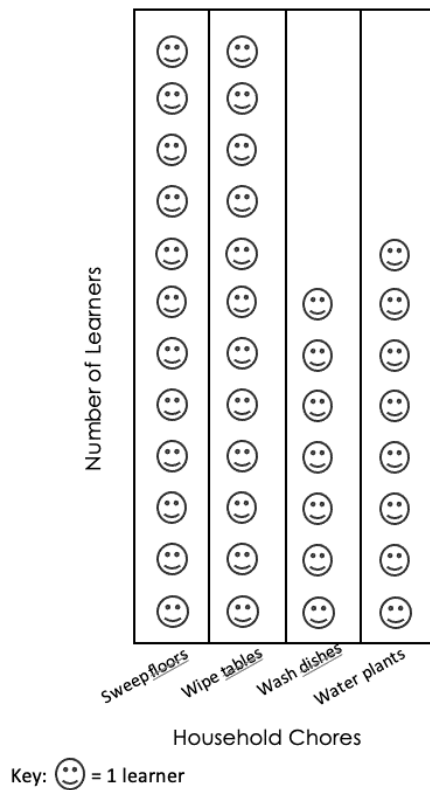 Number of Learners
Sweep floors
Wipe tables
Wash dishes
Water plants
Household Chores
Key: = 1 learner